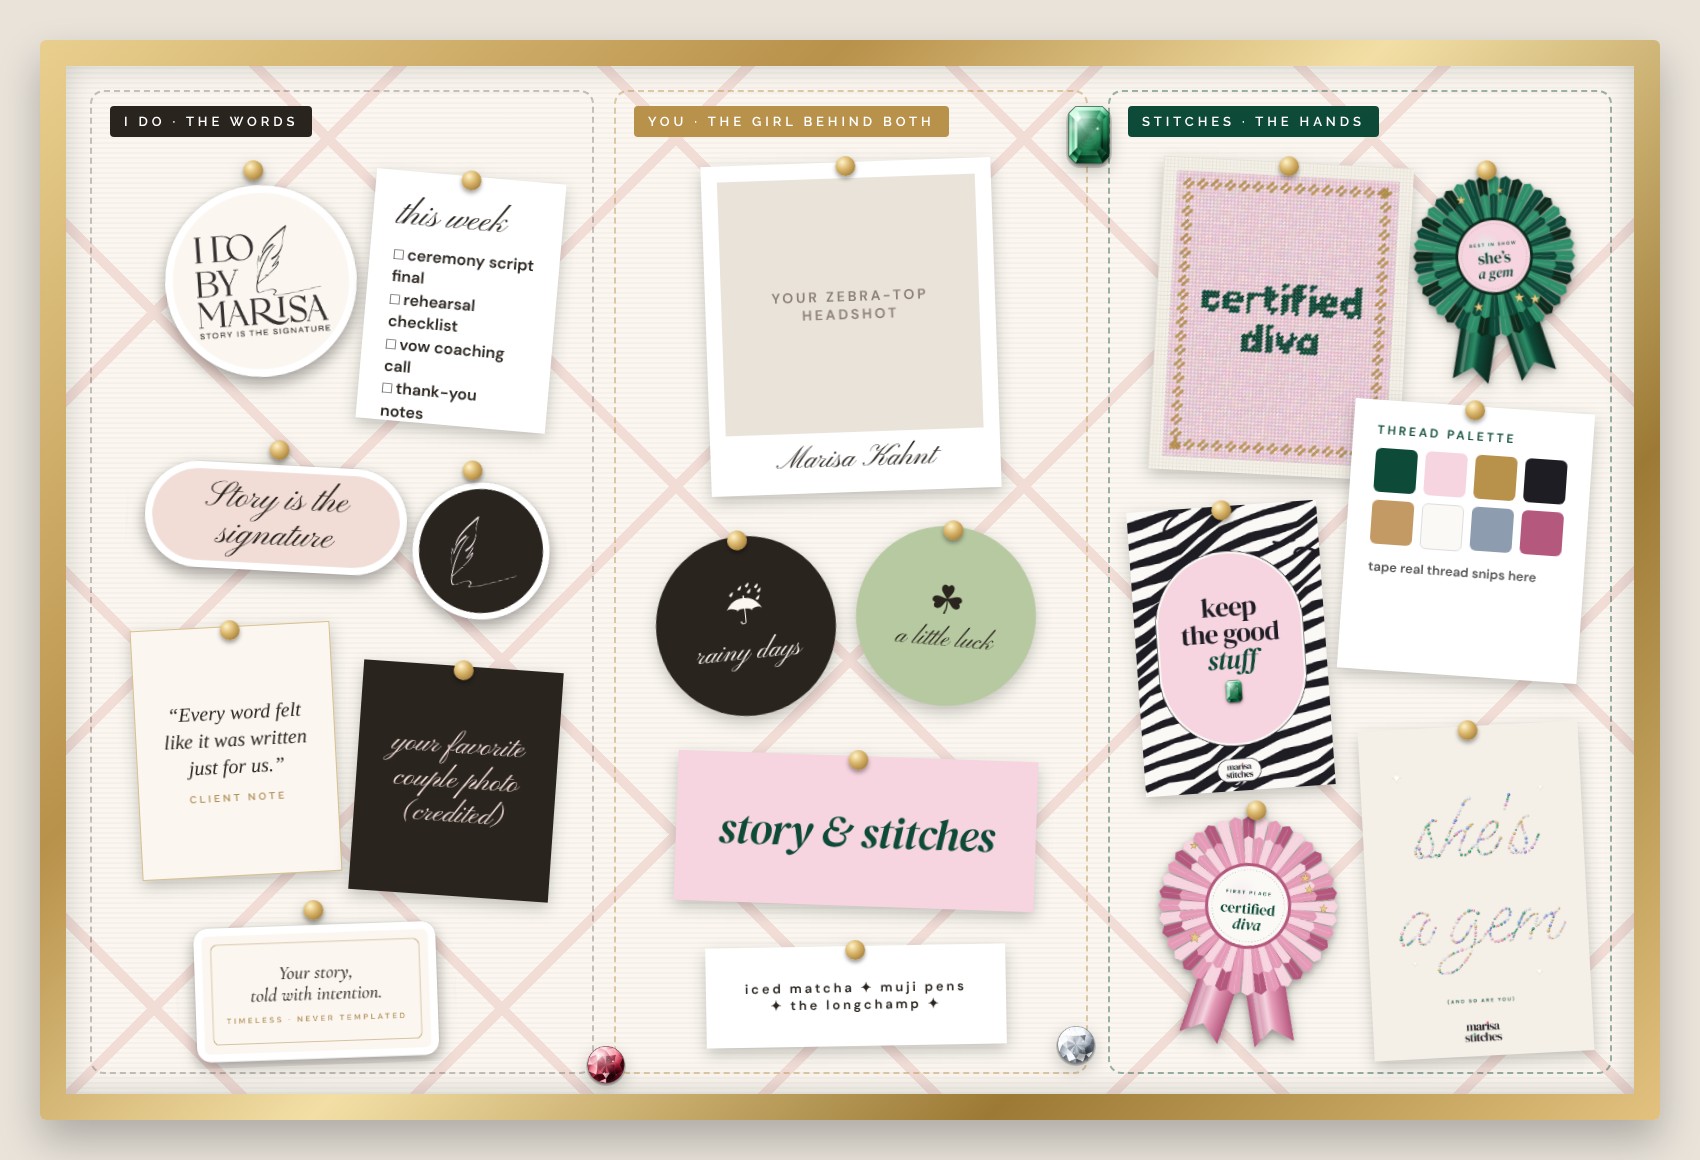 I DO · THE WORDS
I DO
BY
MARISA
STORY IS THE SIGNATURE
this week
☐ ceremony script
final
☐ rehearsal
checklist
☐ vow coaching
call
☐ thank-you
notes
Story is the
signature
“Every word felt
like it was written
just for us.”
CLIENT NOTE
your favorite
couple photo
(credited)
Your story,
told with intention.
TIMELESS · NEVER TEMPLATED
YOU · THE GIRL BEHIND BOTH
YOUR ZEBRA-TOP
HEADSHOT
Marisa Kahnt
rainy days
a little luck
story & stitches
iced matcha ✦ muji pens
✦ the longchamp ✦
STITCHES · THE HANDS
certified
diva
BEST IN SHOW
she's
a gem
THREAD PALETTE
tape real thread snips here
keep
the good
stuff
marisa
stitches
FIRST PLACE
certified
diva
she's
a gem
(AND SO ARE YOU)
marisa
stitches